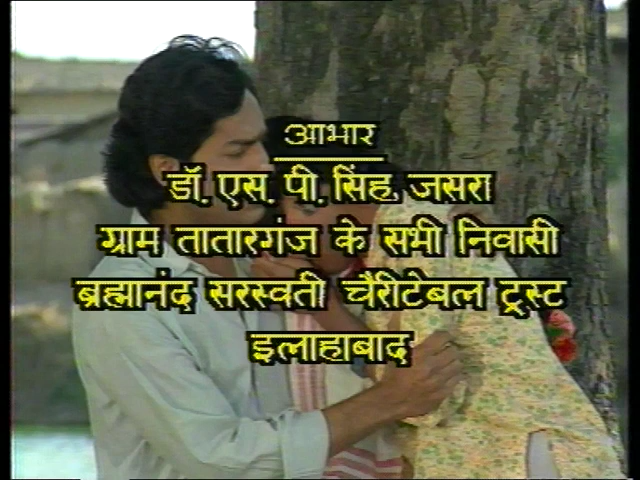 आभार
डॉ. एस. पी. सिंह जसरा
ग्राम तातारगंज के सभी निवासी
ब्रह्मानंद सरस्वती चैरीटेबल ट्रस्ट
इलाहाबाद